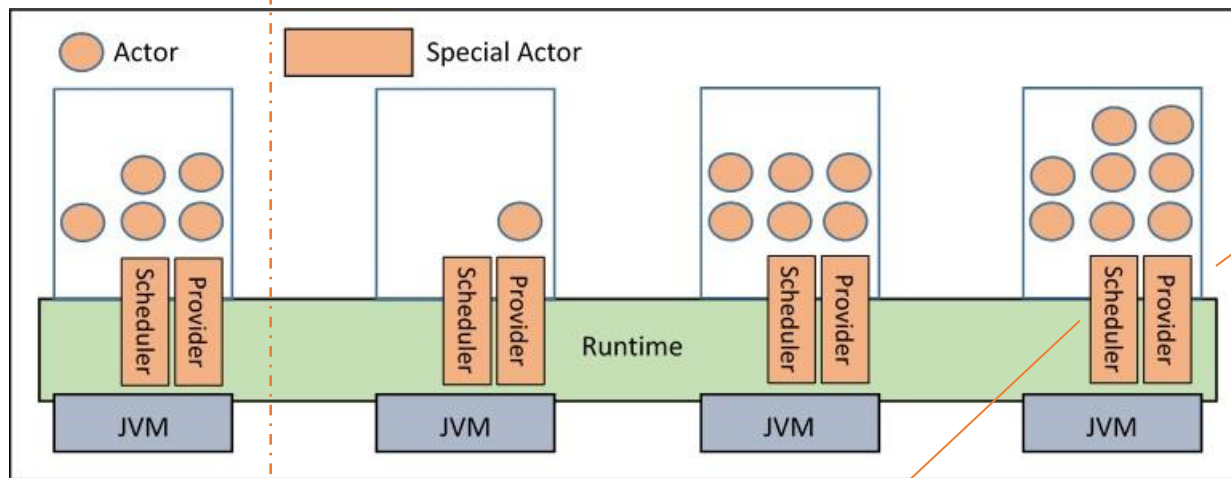 Actor
Special Actor
Scheduler
Provider
Scheduler
Provider
Scheduler
Provider
Scheduler
Provider
Runtime
JVM
JVM
JVM
JVM